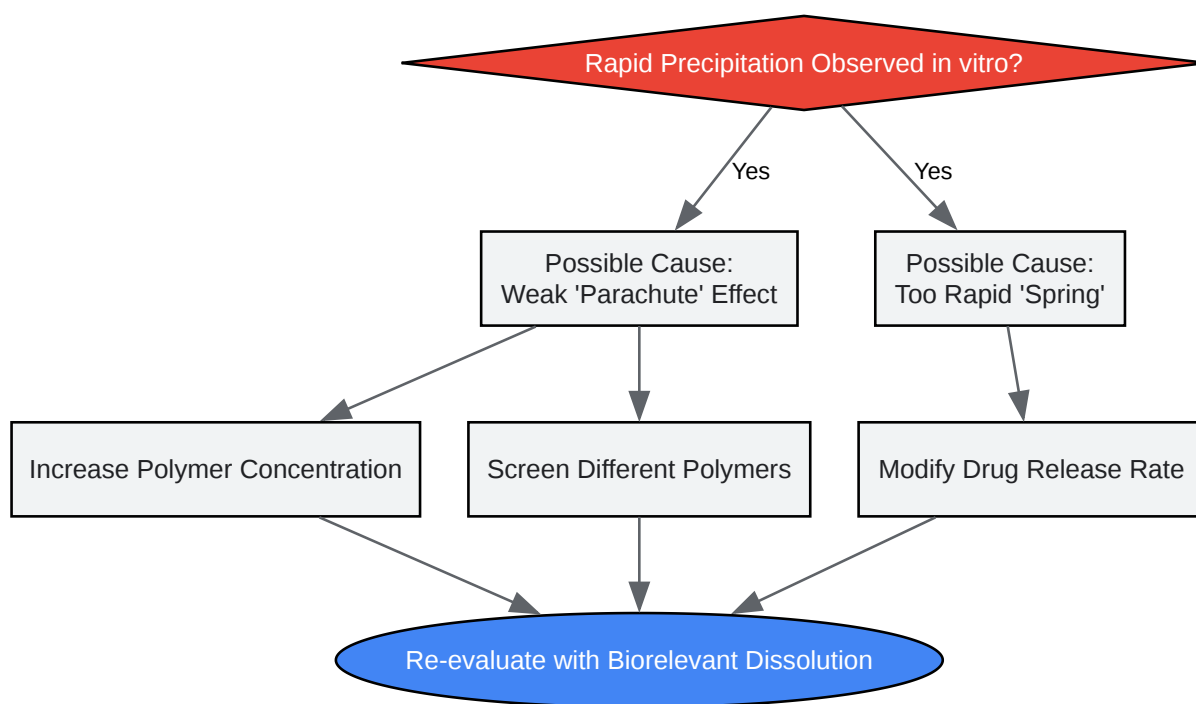 Rapid Precipitation Observed in vitro?
Yes
Yes
Possible Cause:
Weak 'Parachute' Effect
Possible Cause:
Too Rapid 'Spring'
Increase Polymer Concentration
Screen Different Polymers
Modify Drug Release Rate
Re-evaluate with Biorelevant Dissolution